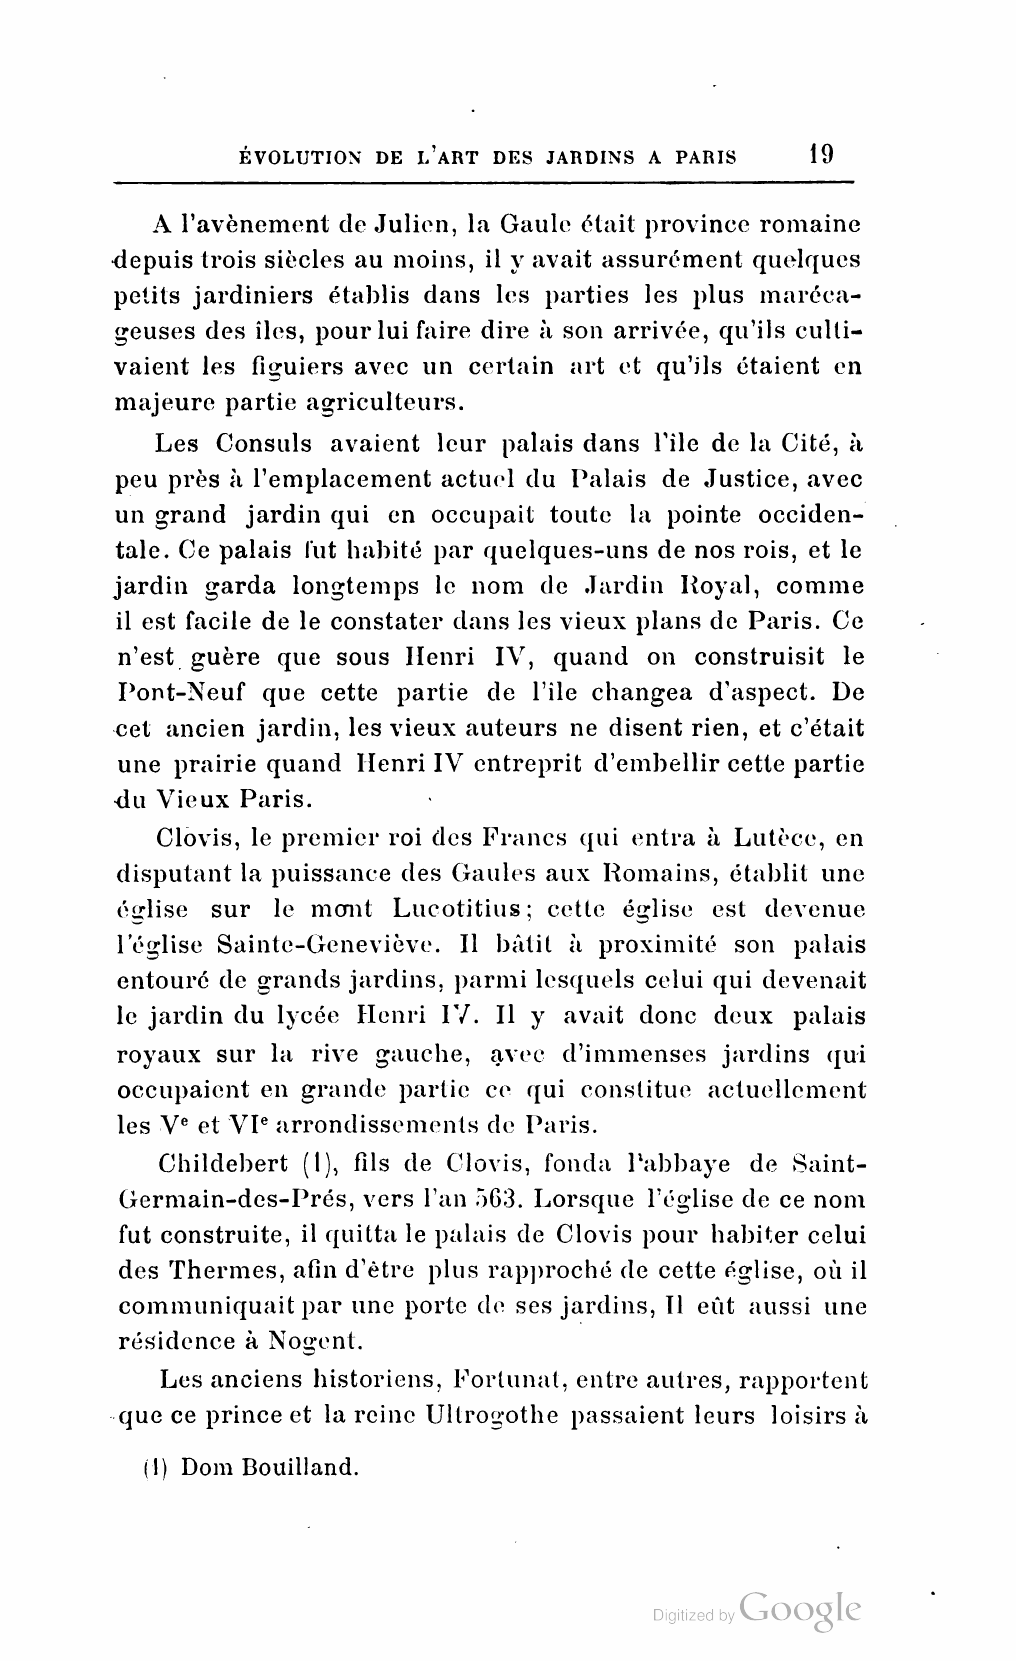 ÉVOLUTION DE L'ART DES JARDINS A PARIS 19
A l'avènement de Julien, la Gaule était province romaine
depuis trois siècles au moins, il y avait assurément quelques
petits jardiniers établis dans les parties les plus maréca-
geuses des îles, pour lui faire dire à son arrivée, qu'ils culti-
vaient les figuiers avec un certain art et qu'ils étaient en
majeure partie agriculteurs.
Les Consuls avaient leur palais dans l'ile de la Cité, à
peu près à l'emplacement actuel du Palais de Justice, avec
un grand jardin qui en occupait toute la pointe occiden-
tale. Ce palais fut habité par quelques-uns de nos rois, et le
jardin garda longtemps le nom de Jardin Royal, comme
il est facile de le constater dans les vieux plans de Paris. Ce
n'est guère que sous Henri IV, quand on construisit le
Pont-Neuf que cette partie de l'ile changea d'aspect. De
cet ancien jardin, les vieux auteurs ne disent rien, et c'était
une prairie quand Henri IV entreprit d'embellir cette partie
du Vieux Paris.
Clovis, le premier roi des Francs qui entra à Lutèce, en
disputant la puissance des Gaules aux Romains, établit une
église sur le mont Lucotitius; cette église est devenue
l'église Sainte-Geneviève. Il bâtit à proximité son palais
entouré de grands jardins, parmi lesquels celui qui devenait
le jardin du lycée Henri IV. Il y avait donc deux palais
royaux sur la rive gauche, avec d'immenses jardins qui
occupaient en grande partie ce qui constitue actuellement
les Ve et VIe arrondissements de Paris.
Childebert (1), fils de Clovis, fonda l'abbaye de Saint-
Germain-des-Prés, vers l'an 563. Lorsque l'église de ce nom
fut construite, il quitta le palais de Clovis pour habiter celui
des Thermes, afin d'être plus rapproché de cette église, où il
communiquait par une porte de ses jardins, Il eût aussi une
résidence à Nogent.
Les anciens historiens, Fortunat, entre autres, rapportent
que ce prince et la reine Ultrogothe passaient leurs loisirs à
(1) Dom Bouilland.
Digitized by Google